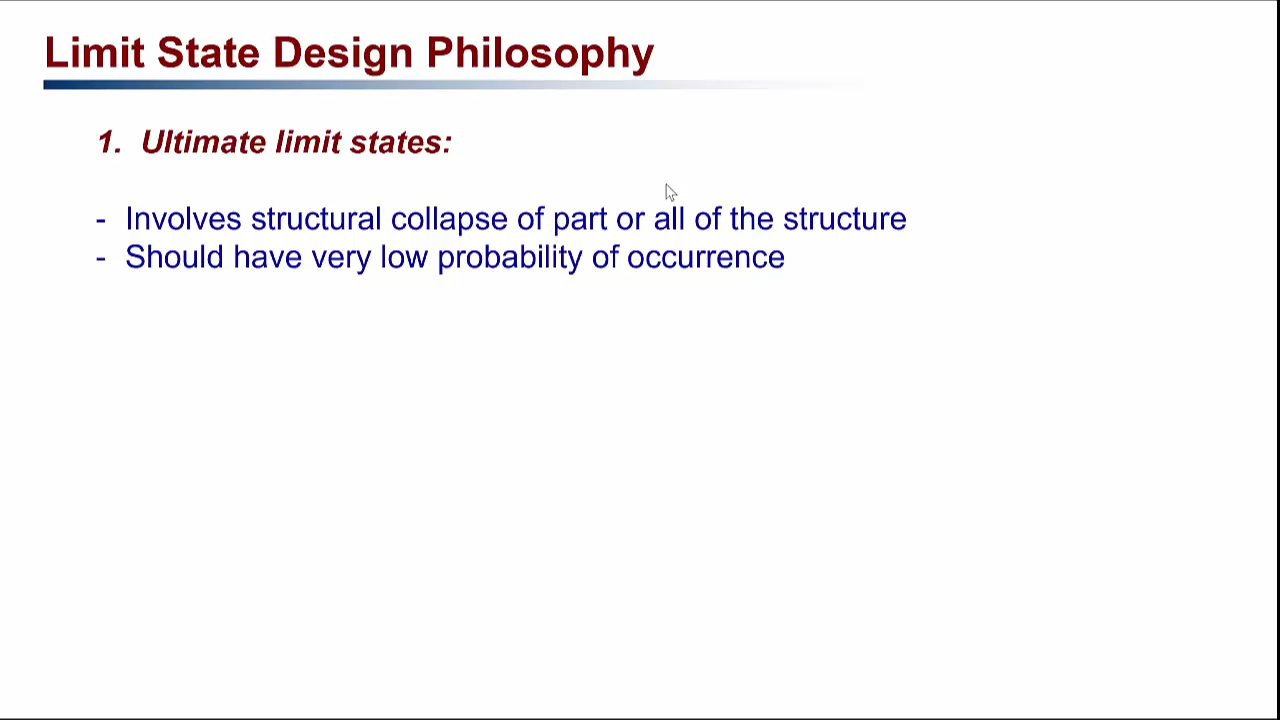 Limit State Design Philosophy
1. Ultimate limit states:
- Involves structural collapse of part or all of the structure
- Should have very low probability of occurrence